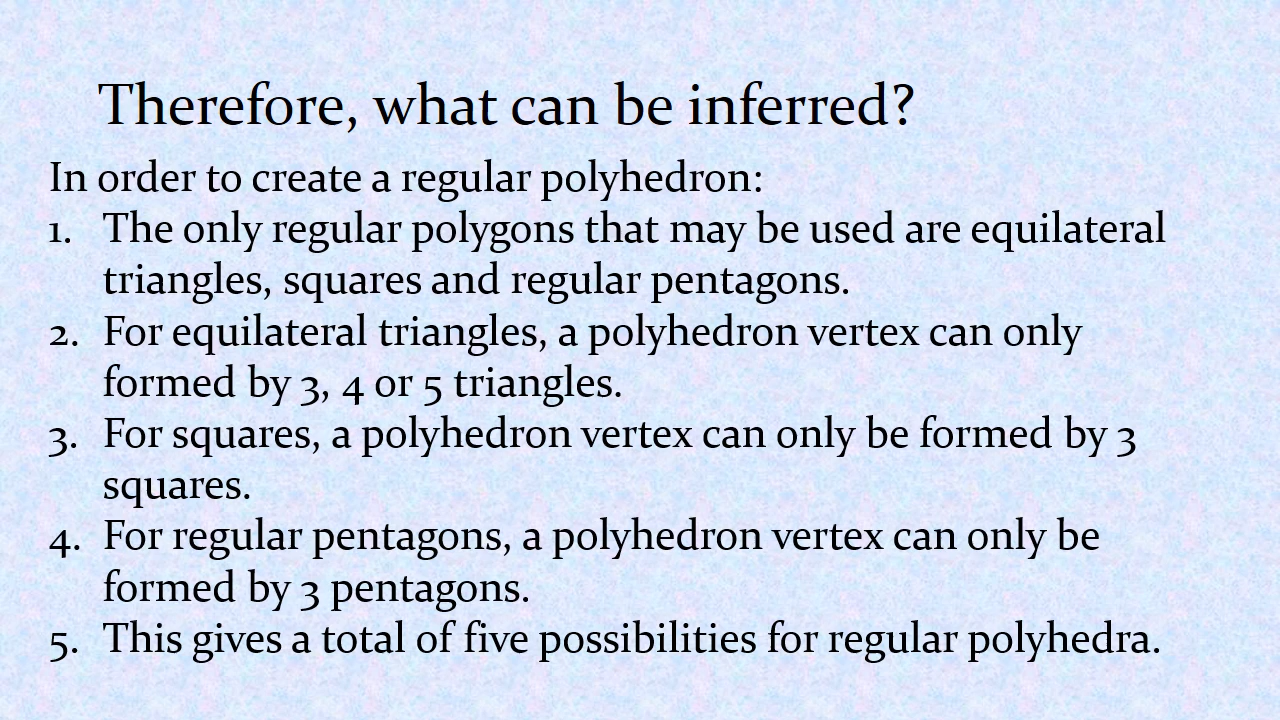 Therefore, what can be inferred?
In order to create a regular polyhedron:
1. The only regular polygons that may be used are equilateral
triangles, squares and regular pentagons.
2. For equilateral triangles, a polyhedron vertex can only
formed by 3, 4 or 5 triangles.
3. For squares, a polyhedron vertex can only be formed by 3
squares.
4. For regular pentagons, a polyhedron vertex can only be
formed by 3 pentagons.
5. This gives a total of five possibilities for regular polyhedra.